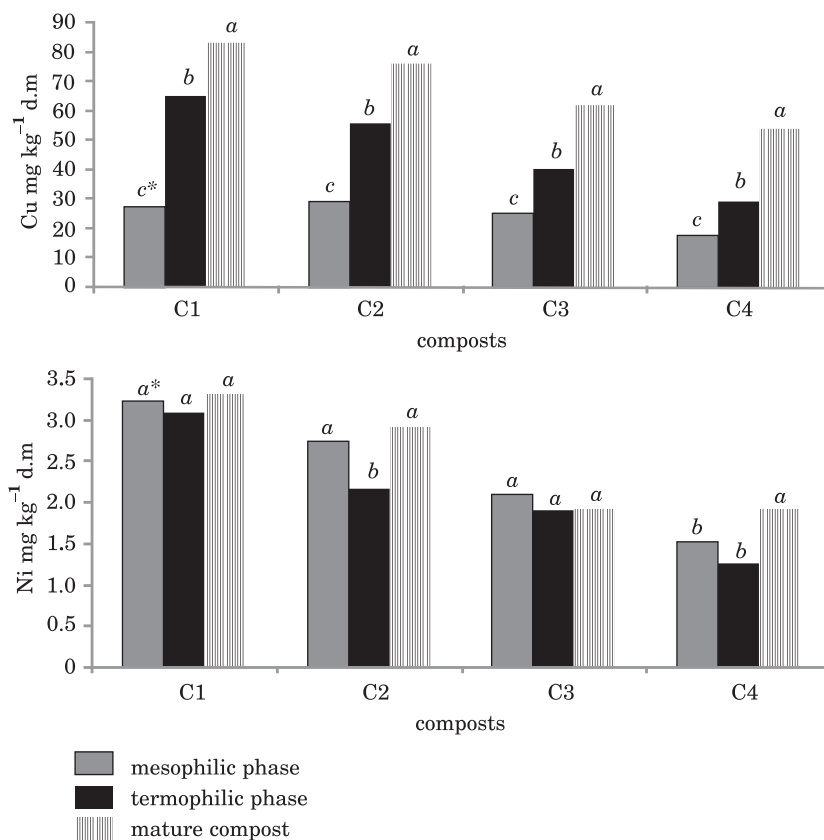 90
80
70
60
50
40
30
20
10
0
Cu mg kg⁻¹ d.m
c* b a
c b a
c b a
c b a
C1 C2 C3 C4
composts
3.5
3.0
2.5
2.0
1.5
1.0
0.5
0
Ni mg kg⁻¹ d.m
a* a a
a b a
a a a
b b a
C1 C2 C3 C4
composts
mesophilic phase
termophilic phase
mature compost